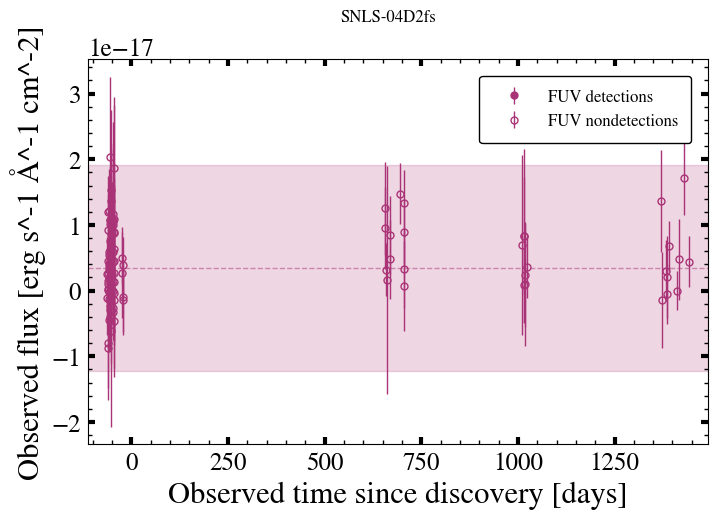 SNLS-04D2fs
1e−17
Observed flux [erg s^-1 Å^-1 cm^-2]
3
2
1
0
−1
−2
FUV detections
FUV nondetections
0 250 500 750 1000 1250
Observed time since discovery [days]